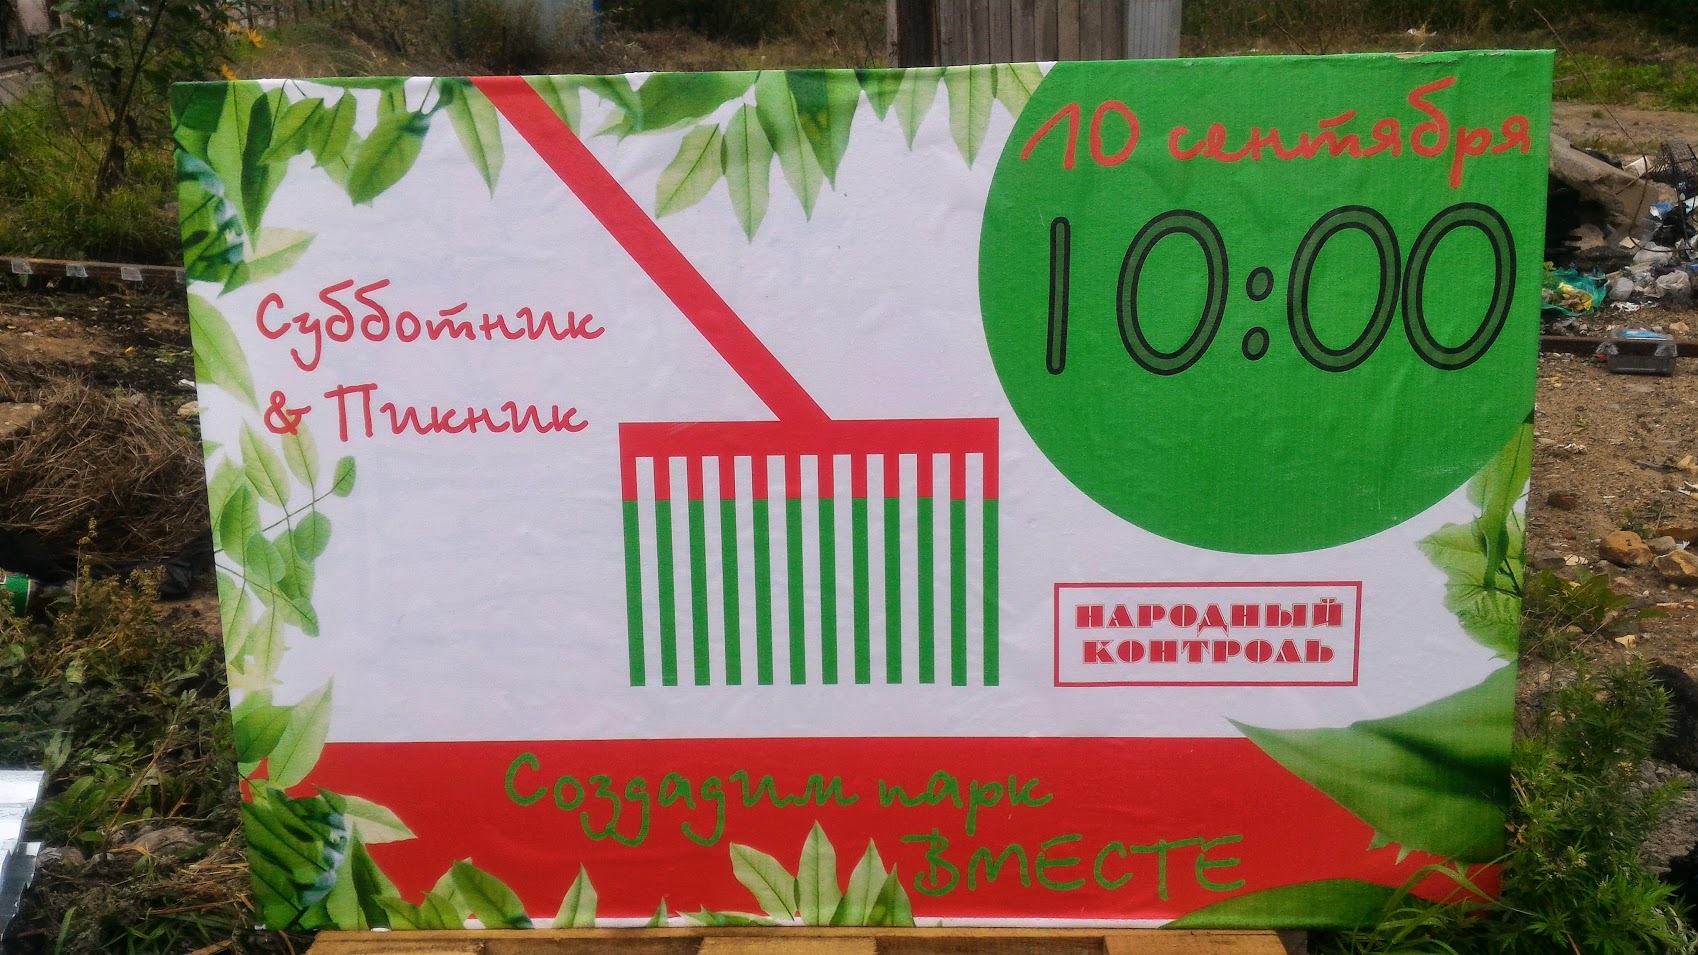 10 сентября
10:00
Субботник
& Пикник
НАРОДНЫЙ
КОНТРОЛЬ
Создадим парк
ВМЕСТЕ